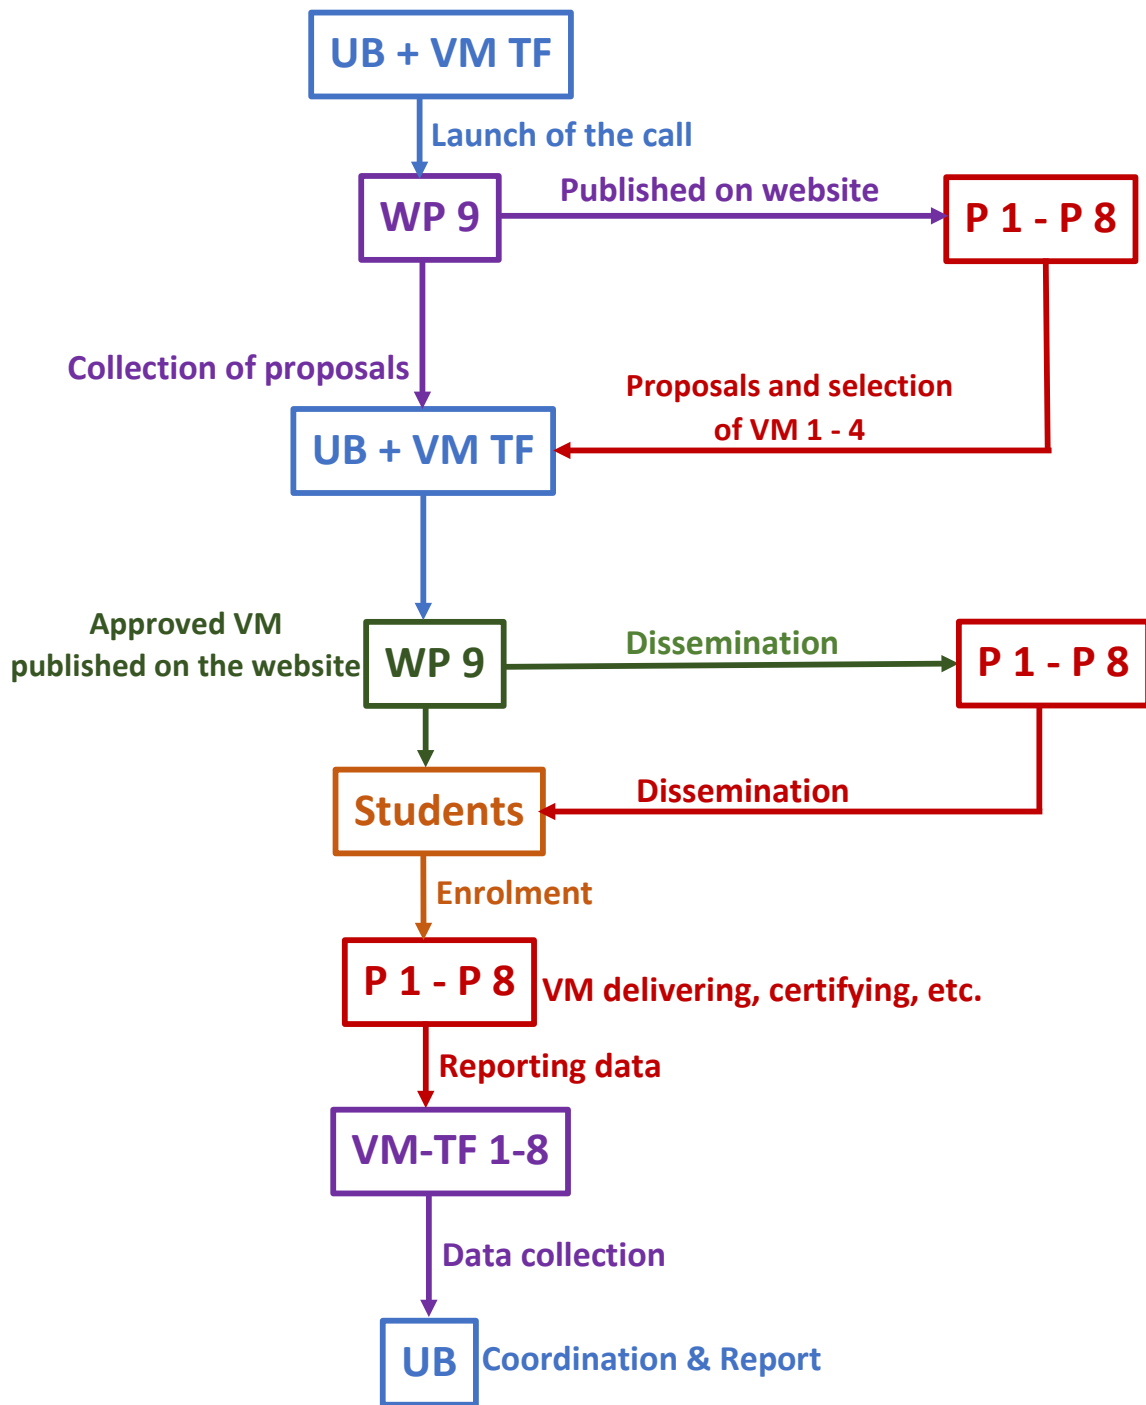 UB + VM TF
Launch of the call
WP 9
Published on website
P 1 - P 8
Collection of proposals
Proposals and selection
of VM 1 - 4
UB + VM TF
Approved VM
published on the website
WP 9
Dissemination
P 1 - P 8
Students
Dissemination
Enrolment
P 1 - P 8
VM delivering, certifying, etc.
Reporting data
VM-TF 1-8
Data collection
UB
Coordination & Report